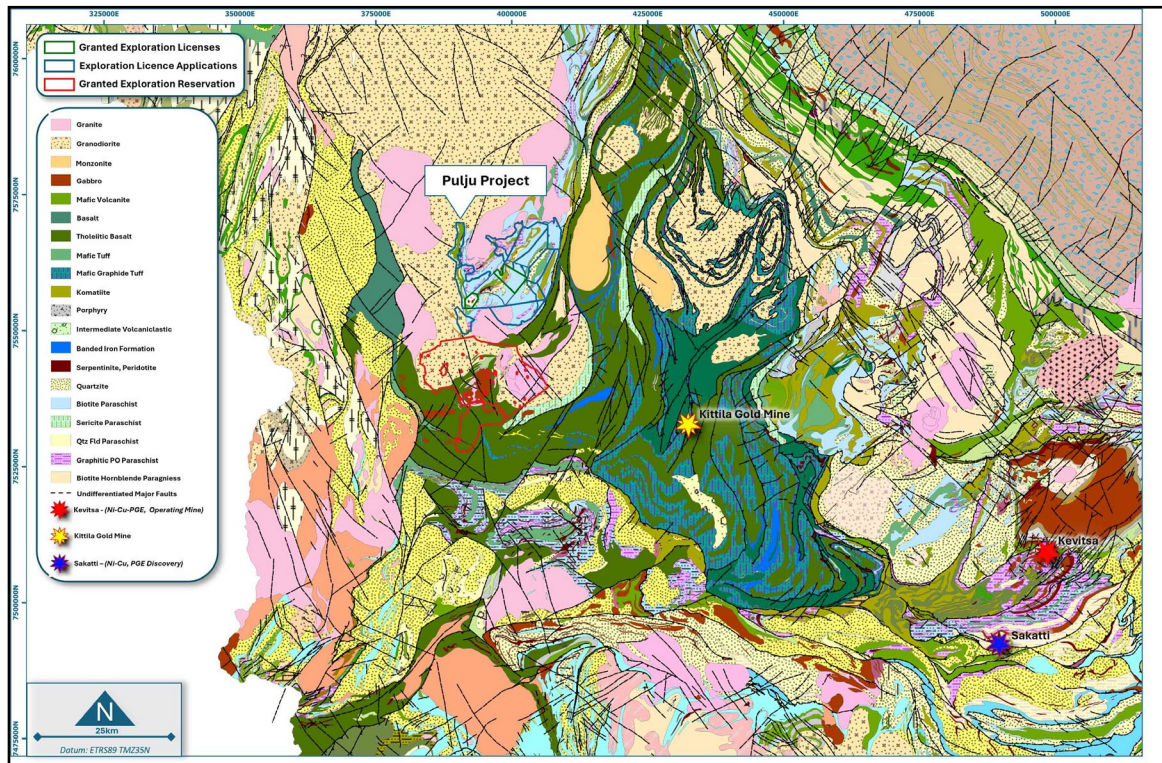 325000E 350000E 375000E 400000E 425000E 450000E 475000E 500000E
7600000N
7575000N
7550000N
7525000N
7500000N
7475000N
Granted Exploration Licenses
Exploration Licence Applications
Granted Exploration Reservation
Granite
Granodiorite
Monzonite
Gabbro
Mafic Volcanite
Basalt
Tholeiitic Basalt
Mafic Tuff
Mafic Graphide Tuff
Komatiite
Porphyry
Intermediate Volcaniclastic
Banded Iron Formation
Serpentinite, Peridotite
Quartzite
Biotite Paraschist
Sericite Paraschist
Qtz Fld Paraschist
Graphitic PO Paraschist
Biotite Hornblende Paragniess
Undifferentiated Major Faults
Kevitsa - (Ni-Cu-PGE, Operating Mine)
Kittila Gold Mine
Sakatti – (Ni-Cu, PGE Discovery)
Pulju Project
Kittila Gold Mine
Kevitsa
Sakatti
N
25km
Datum: ETRS89 TMZ35N